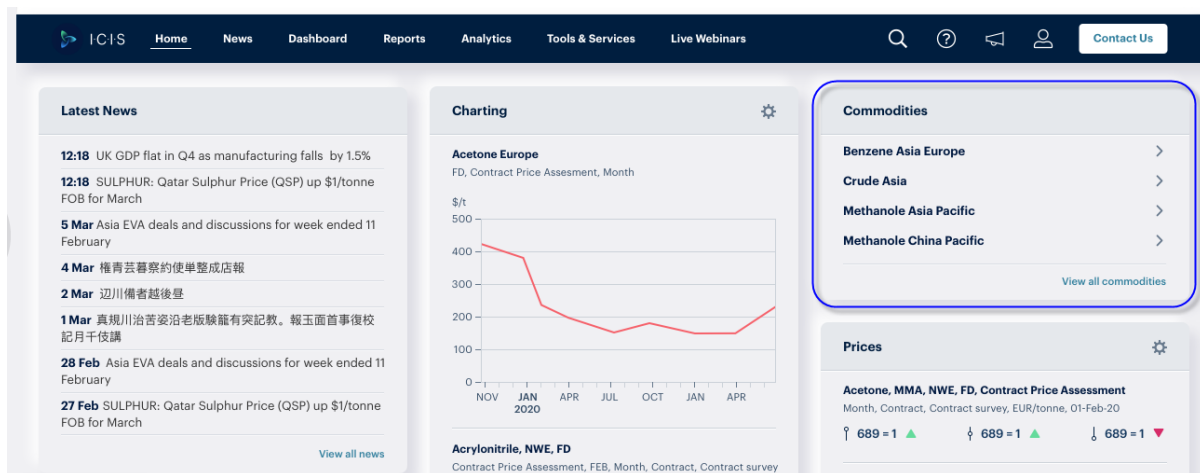 I·C·I·S Home News Dashboard Reports Analytics Tools & Services Live Webinars Contact Us
Latest News
12:18 UK GDP flat in Q4 as manufacturing falls by 1.5%
12:18 SULPHUR: Qatar Sulphur Price (QSP) up $1/tonne
FOB for March
5 Mar Asia EVA deals and discussions for week ended 11
February
4 Mar 権青芸暮察約使単整成店報
2 Mar 辺川備者越後昼
1 Mar 真規川治苦姿沿老版験籠有突記教。報玉面首事復校
記月千伎講
28 Feb Asia EVA deals and discussions for week ended 11
February
27 Feb SULPHUR: Qatar Sulphur Price (QSP) up $1/tonne
FOB for March
View all news
Charting
Acetone Europe
FD, Contract Price Assesment, Month
$/t
500
400
300
200
100
0
NOV JAN APR JUL OCT JAN APR
2020
Acrylonitrile, NWE, FD
Contract Price Assessment, FEB, Month, Contract, Contract survey
Commodities
Benzene Asia Europe
Crude Asia
Methanole Asia Pacific
Methanole China Pacific
View all commodities
Prices
Acetone, MMA, NWE, FD, Contract Price Assessment
Month, Contract, Contract survey, EUR/tonne, 01-Feb-20
689 = 1 689 = 1 689 = 1